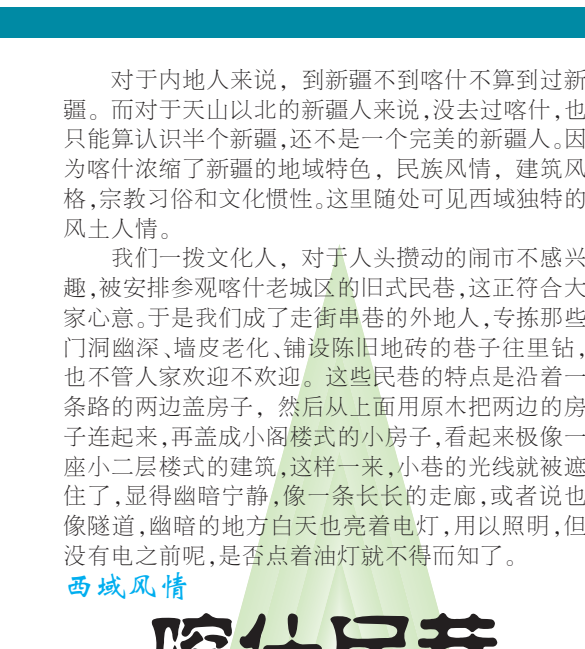 对于内地人来说，到新疆不到喀什不算到过新
疆。而对于天山以北的新疆人来说，没去过喀什，也
只能算认识半个新疆，还不是一个完美的新疆人。因
为喀什浓缩了新疆的地域特色，民族风情，建筑风
格，宗教习俗和文化惯性。这里随处可见西域独特的
风土人情。
我们一拨文化人，对于人头攒动的闹市不感兴
趣，被安排参观喀什老城区的旧式民巷，这正符合大
家心意。于是我们成了走街串巷的外地人，专拣那些
门洞幽深、墙皮老化、铺设陈旧地砖的巷子往里钻，
也不管人家欢迎不欢迎。这些民巷的特点是沿着一
条路的两边盖房子，然后从上面用原木把两边的房
子连起来，再盖成小阁楼式的小房子，看起来极像一
座小二层楼式的建筑，这样一来，小巷的光线就被遮
住了，显得幽暗宁静，像一条长长的走廊，或者说也
像隧道，幽暗的地方白天也亮着电灯，用以照明，但
没有电之前呢，是否点着油灯就不得而知了。
西域风情
喀什民巷